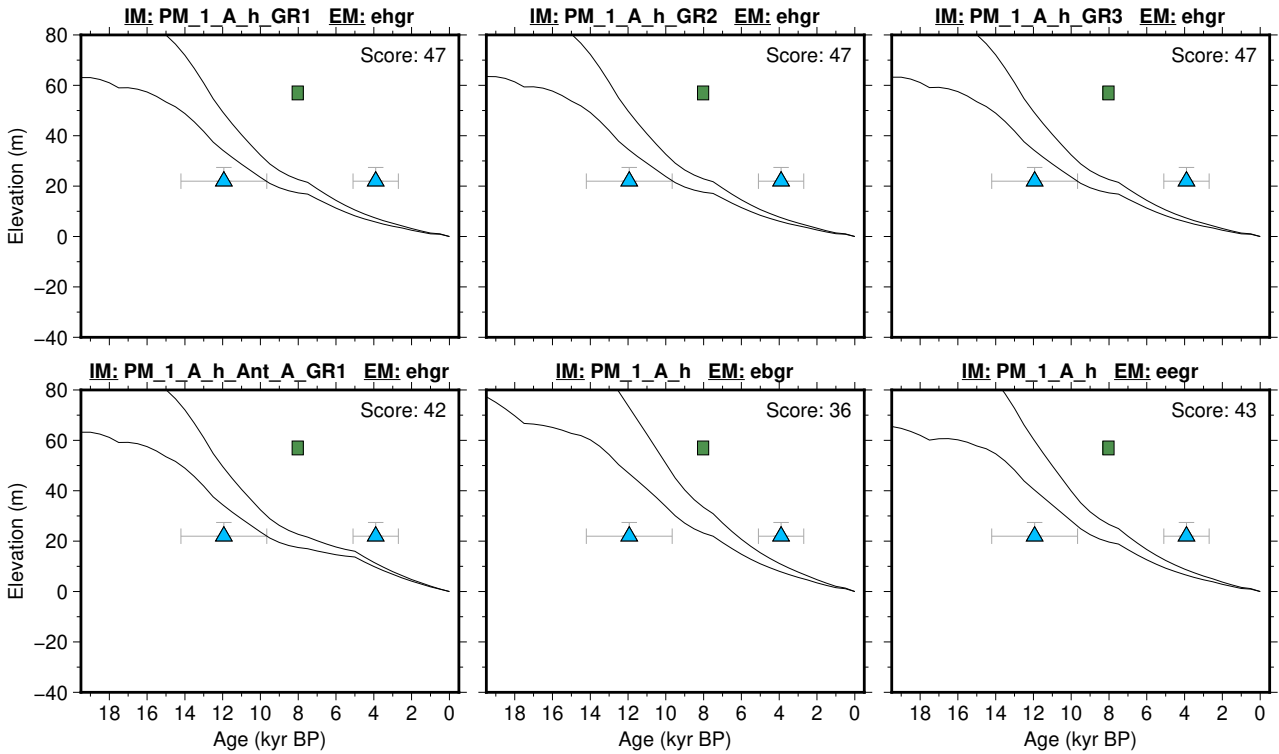 IM: PM_1_A_h_GR1 EM: ehgr
IM: PM_1_A_h_GR2 EM: ehgr
IM: PM_1_A_h_GR3 EM: ehgr
Score: 47
Score: 47
Score: 47
80
60
40
20
0
−20
−40
Elevation (m)
IM: PM_1_A_h_Ant_A_GR1 EM: ehgr
IM: PM_1_A_h EM: ebgr
IM: PM_1_A_h EM: eegr
Score: 42
Score: 36
Score: 43
80
60
40
20
0
−20
−40
Elevation (m)
18 16 14 12 10 8 6 4 2 0
18 16 14 12 10 8 6 4 2 0
18 16 14 12 10 8 6 4 2 0
Age (kyr BP)
Age (kyr BP)
Age (kyr BP)